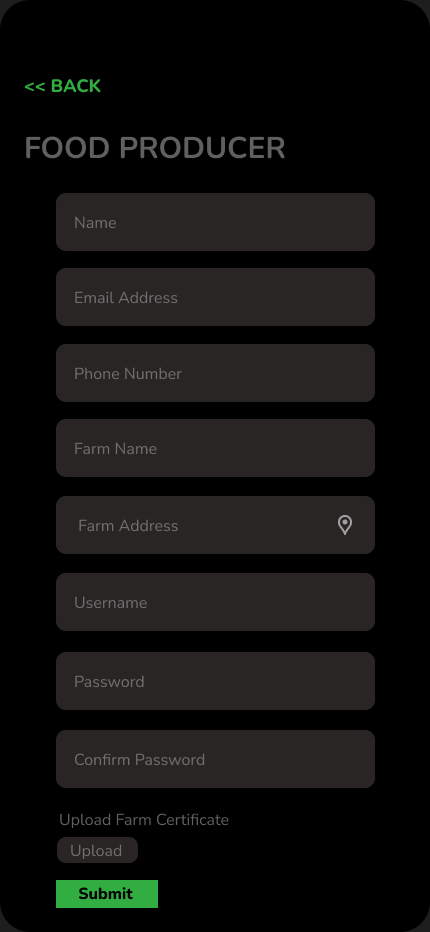 << BACK
FOOD PRODUCER
Name
Email Address
Phone Number
Farm Name
Farm Address
Username
Password
Confirm Password
Upload Farm Certificate
Upload
Submit